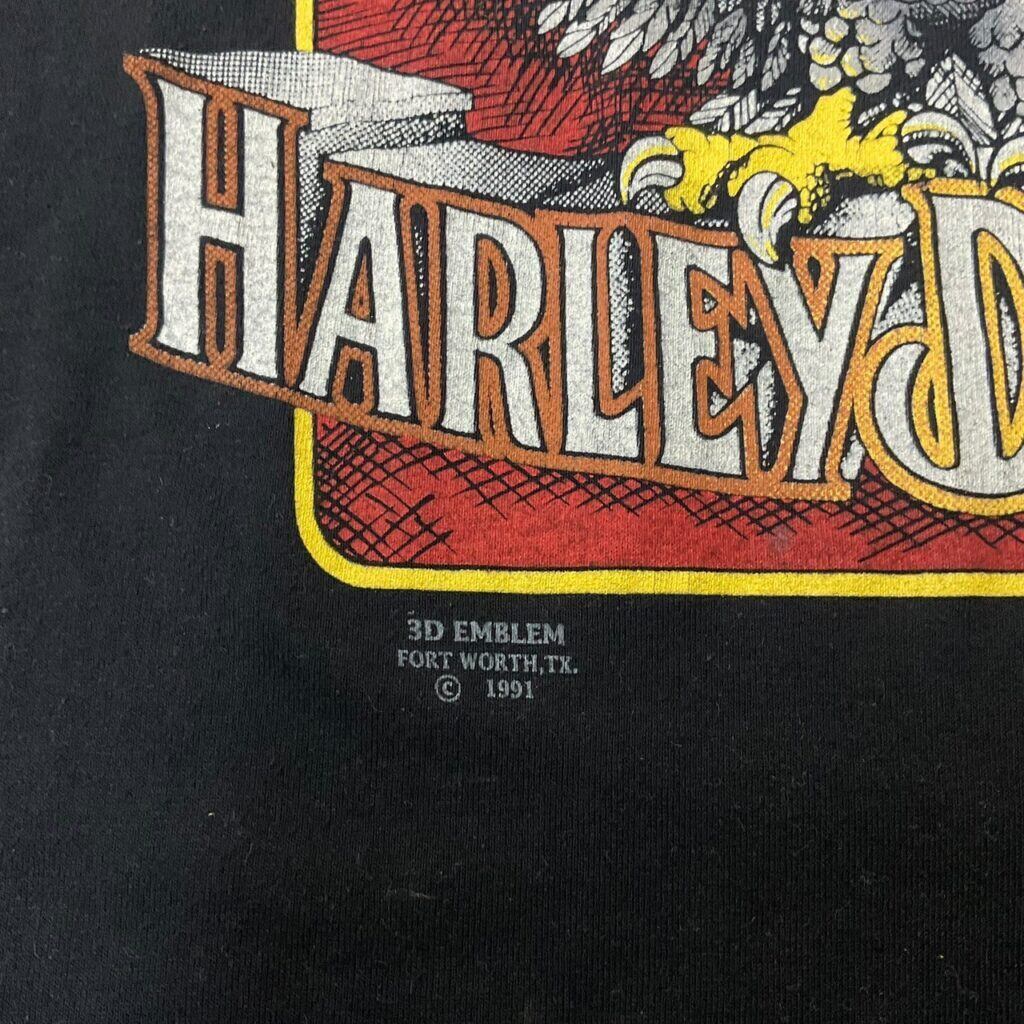 HARLEY D
3D EMBLEM
FORT WORTH, TX.
© 1991